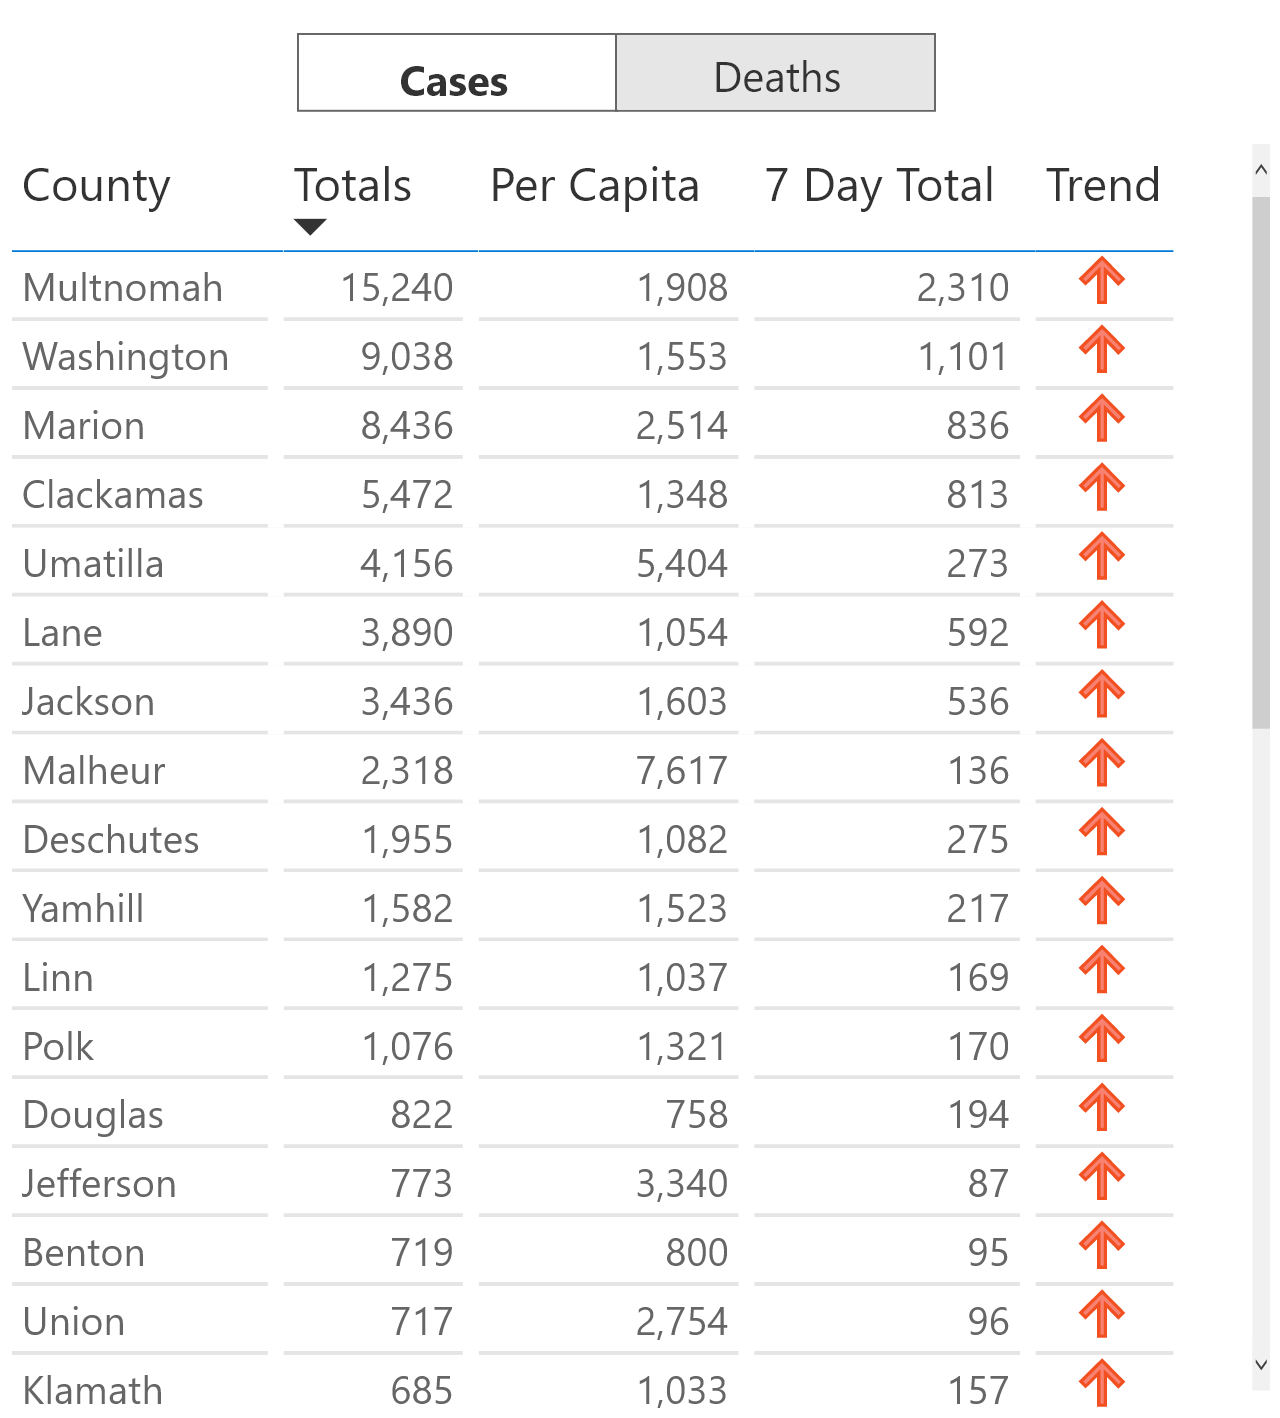 Cases Deaths
County Totals Per Capita 7 Day Total Trend
Multnomah 15,240 1,908 2,310
Washington 9,038 1,553 1,101
Marion 8,436 2,514 836
Clackamas 5,472 1,348 813
Umatilla 4,156 5,404 273
Lane 3,890 1,054 592
Jackson 3,436 1,603 536
Malheur 2,318 7,617 136
Deschutes 1,955 1,082 275
Yamhill 1,582 1,523 217
Linn 1,275 1,037 169
Polk 1,076 1,321 170
Douglas 822 758 194
Jefferson 773 3,340 87
Benton 719 800 95
Union 717 2,754 96
Klamath 685 1,033 157